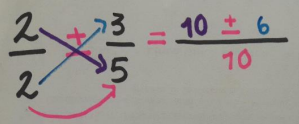 2/2 ± 3/5 = 10 ± 6 / 10